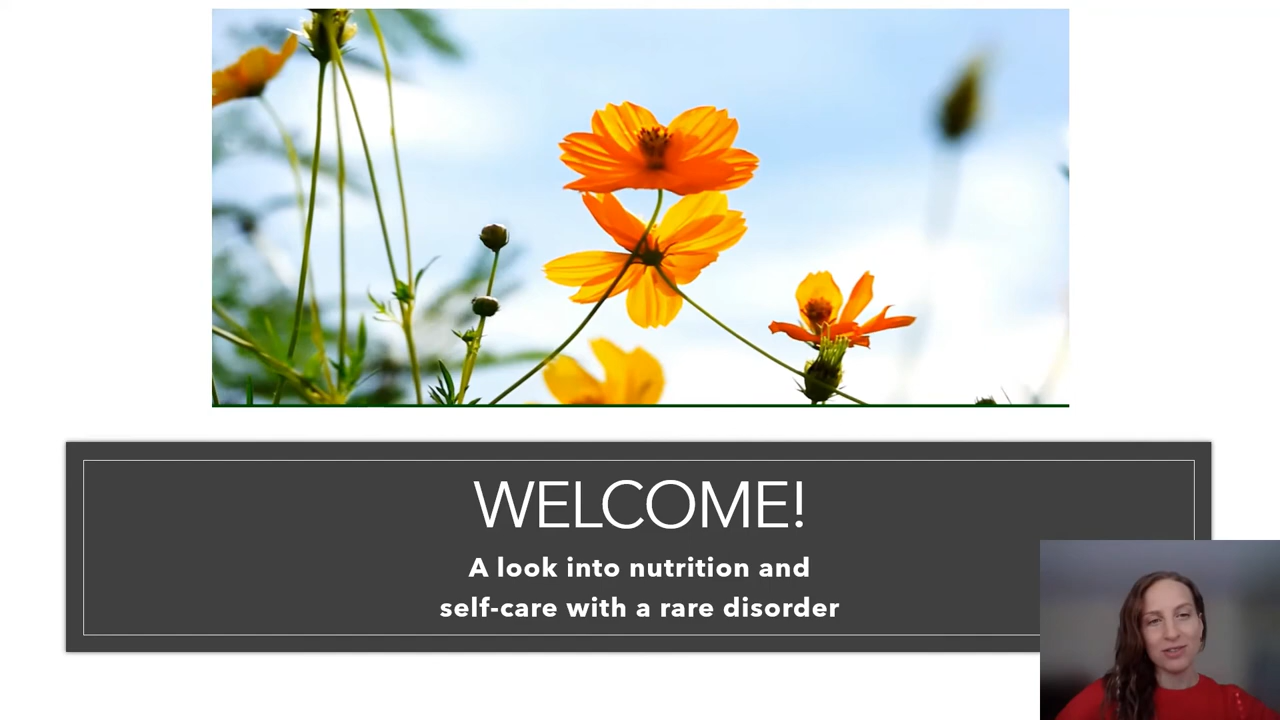 WELCOME!
A look into nutrition and
self-care with a rare disorder